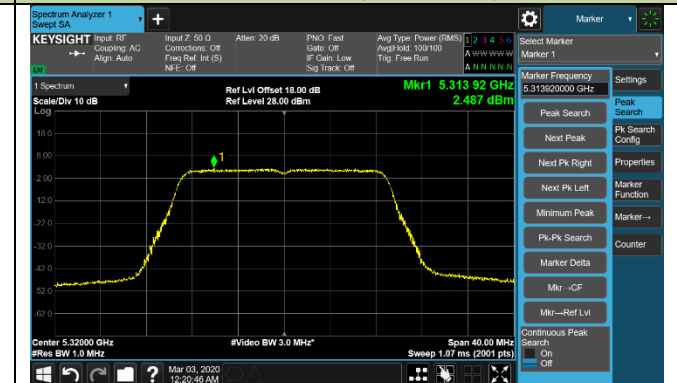 Spectrum Analyzer 1
Swept SA
+
Marker
KEYSIGHT
Input: RF
Coupling: AC
Align: Auto
Input Z: 50 Ω
Corrections: Off
Freq Ref: Int (S)
NFE: Off
Atten: 20 dB
PNO: Fast
Gate: Off
IF Gain: Low
Sig Track: Off
Avg Type: Power (RMS)
Avg|Hold: 100/100
Trig: Free Run
1 2 3 4 5 6
A W W W W W
A N N N N N
Select Marker
Marker 1
1 Spectrum
Scale/Div 10 dB
Log
Ref Lvl Offset 18.00 dB
Ref Level 28.00 dBm
Mkr1 5.313 92 GHz
2.487 dBm
18.0
8.00
-2.00
-12.0
-22.0
-32.0
-42.0
-52.0
-62.0
1
Center 5.32000 GHz
#Res BW 1.0 MHz
#Video BW 3.0 MHz*
Span 40.00 MHz
Sweep 1.07 ms (2001 pts)
Marker Frequency
5.313920000 GHz
Peak Search
Next Peak
Next Pk Right
Next Pk Left
Minimum Peak
Pk-Pk Search
Marker Delta
Mkr→CF
Mkr→Ref Lvl
Continuous Peak
Search
On
Off
Settings
Peak
Search
Pk Search
Config
Properties
Marker
Function
Marker→
Counter
?
Mar 03, 2020
12:20:46 AM